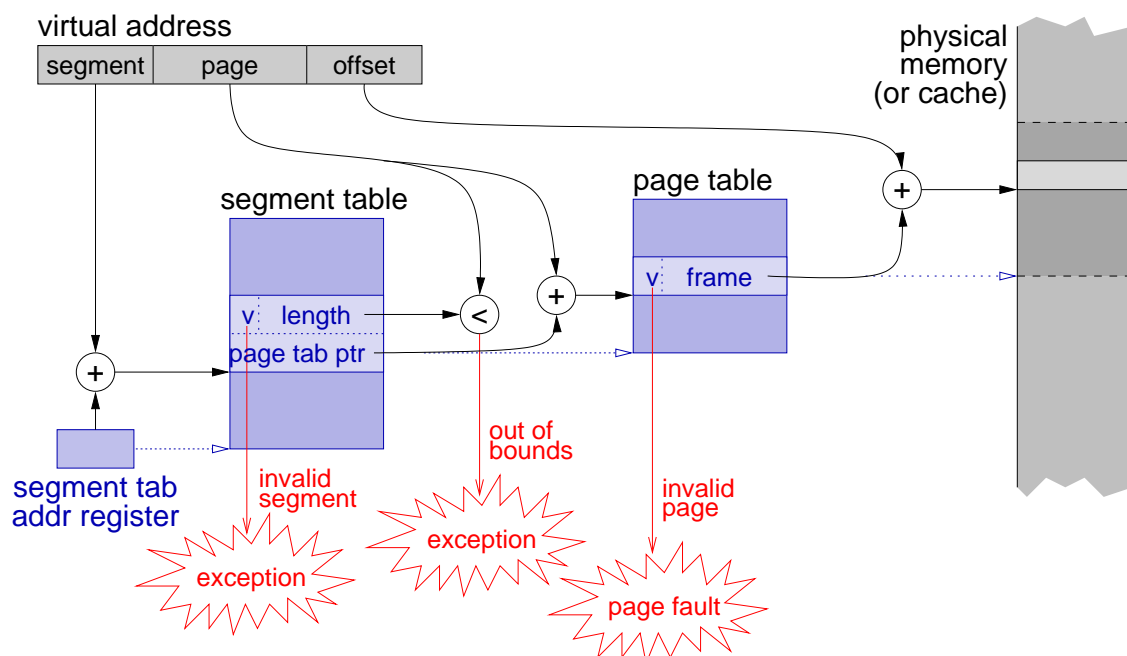 virtual address
segment page offset
physical
memory
(or cache)
segment table
page table
+
+
v frame
v length
<
+
page tab ptr
+
segment tab
addr register
out of
bounds
invalid
segment
invalid
page
exception
exception
page fault